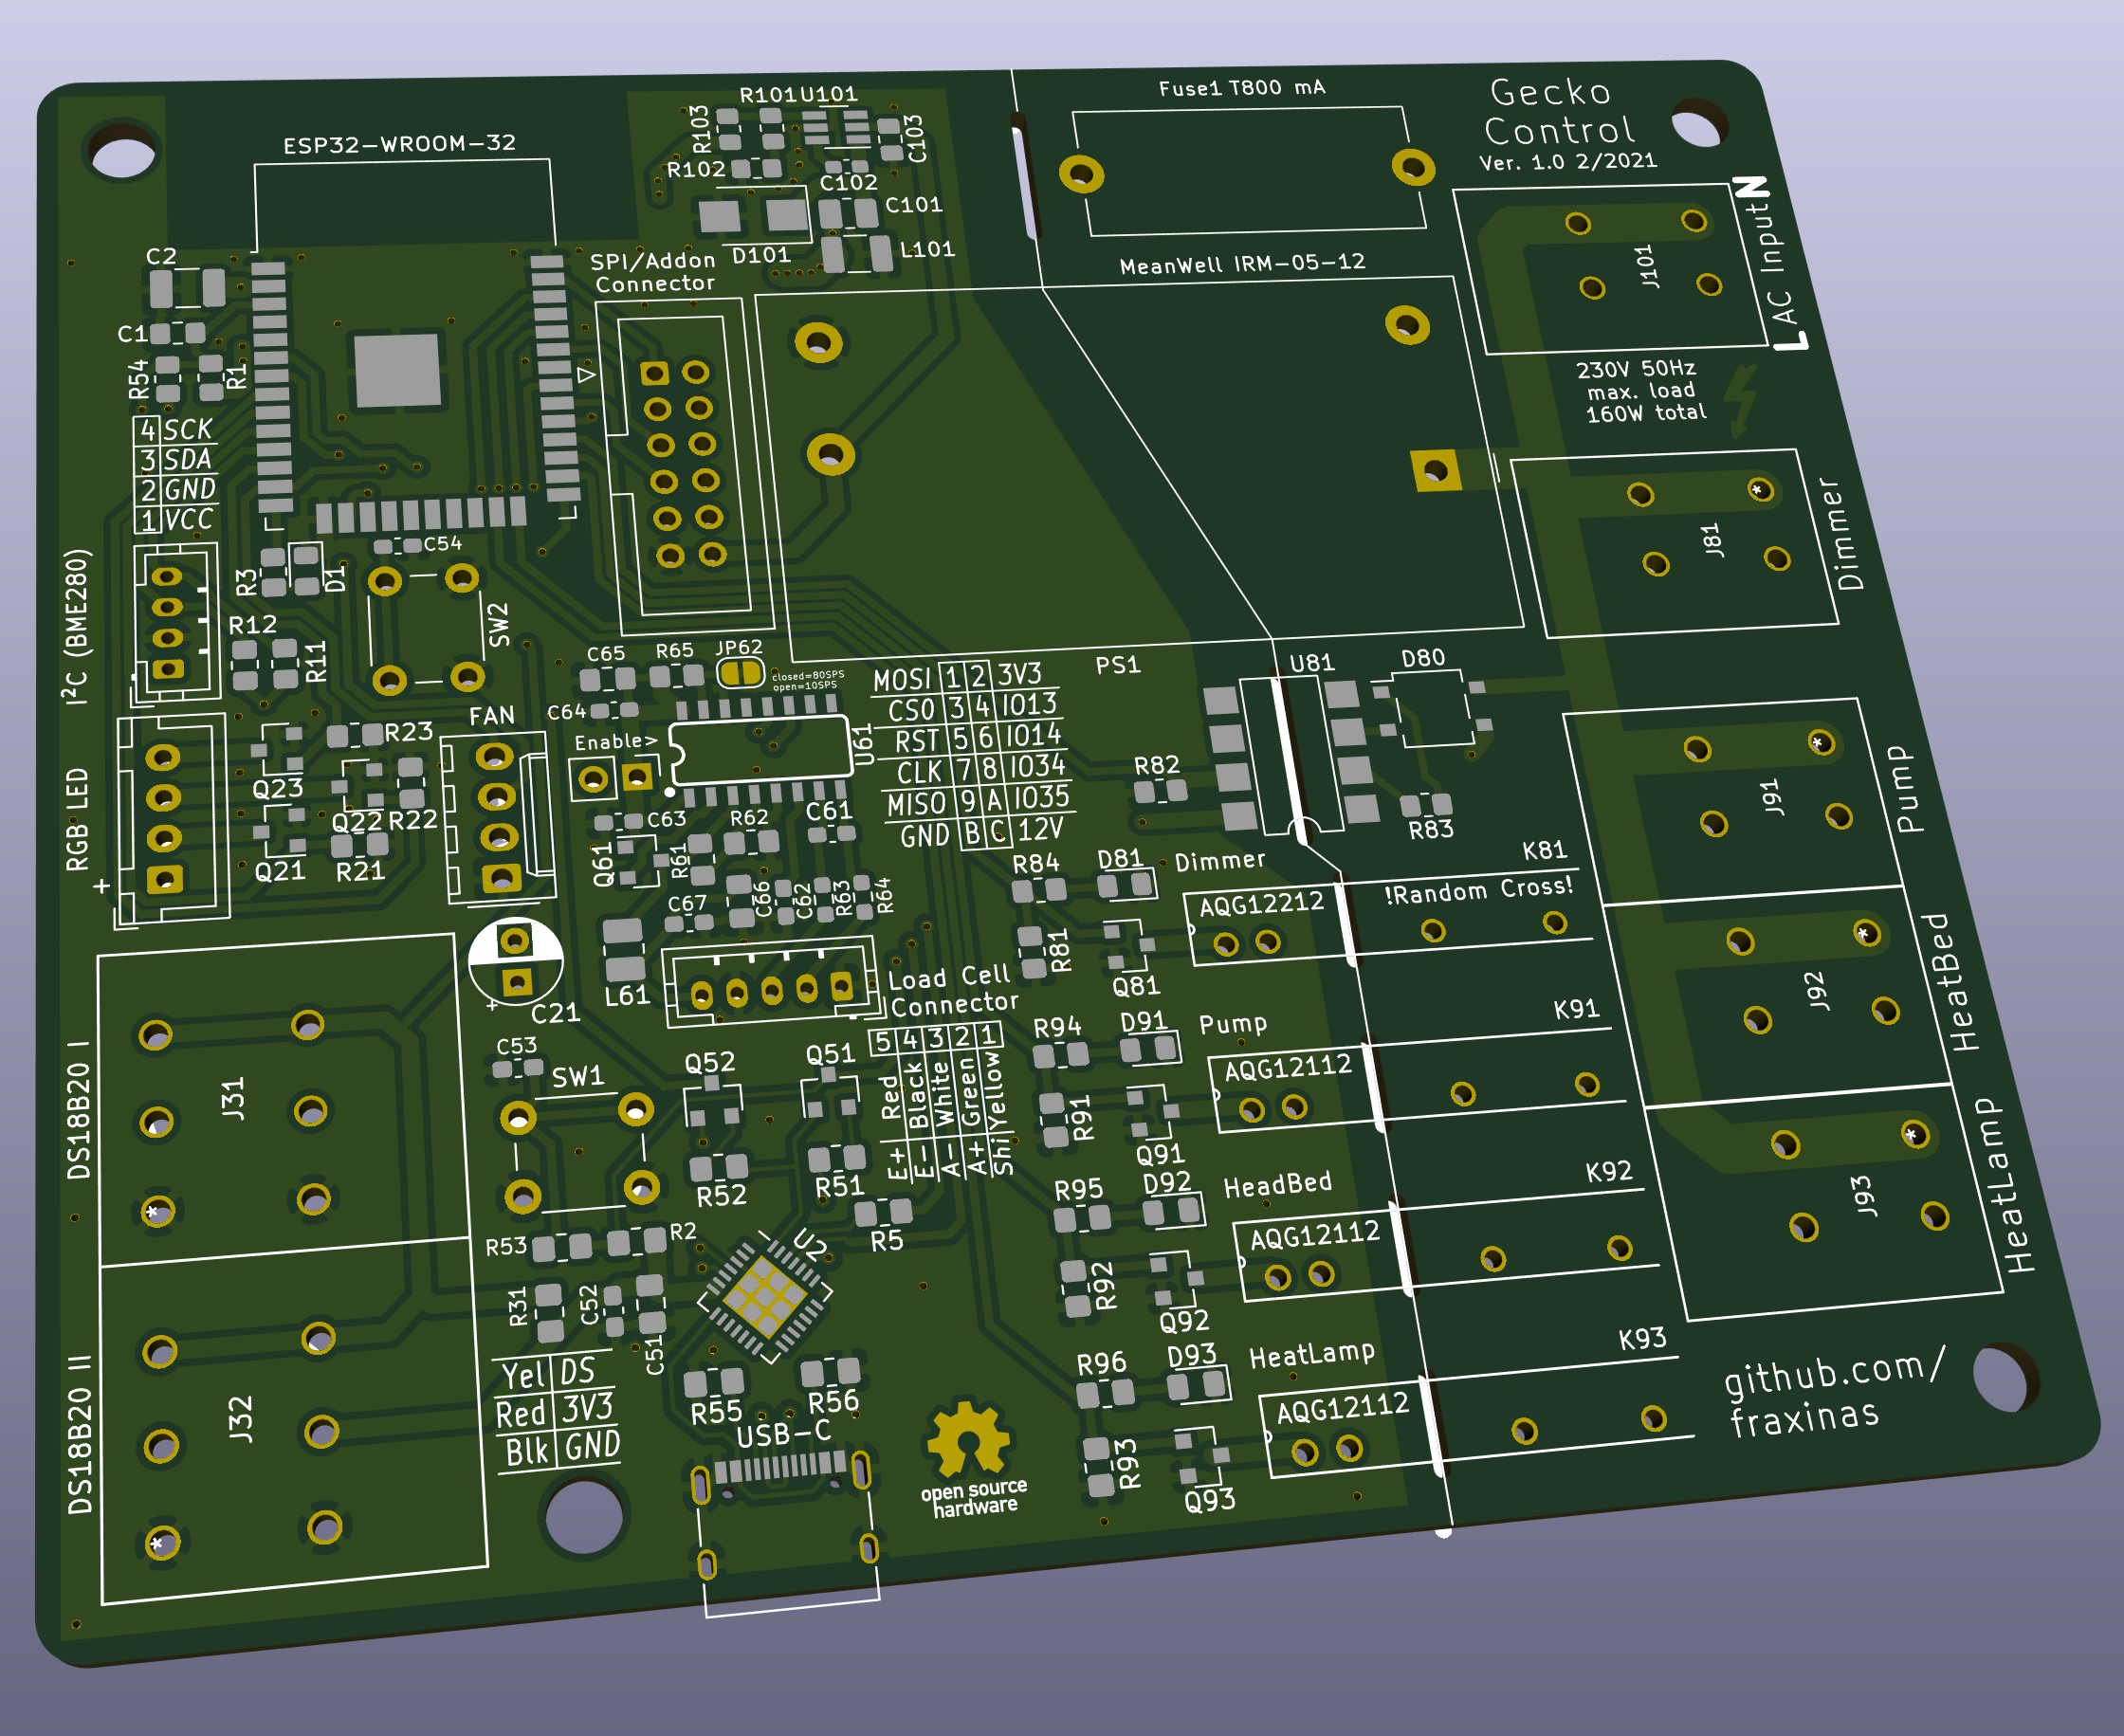 R101
U101
R103
C103
R102
C102
C101
D101
L101
Fuse1 T800 mA
Gecko
Control
Ver. 1.0 2/2021
N
AC Input
L
J101
230V 50Hz
max. load
160W total
MeanWell IRM-05-12
ESP32-WROOM-32
SPI/Addon
Connector
C2
C1
R54
R1
4 SCK
3 SDA
2 GND
1 VCC
I²C (BME280)
R3
D1
C54
SW2
R12
R11
J81
Dimmer
PS1
C65
R65
JP62
closed=80SPS
open=10SPS
C64
Enable>
U61
MOSI 1 2 3V3
CS0 3 4 IO13
RST 5 6 IO14
CLK 7 8 IO34
MISO 9 A IO35
GND B C 12V
U81
D80
R82
R83
FAN
R23
Q23
Q22
R22
Q21
R21
RGB LED
+
C63
R62
C61
Q61
R61
C66
C62
R63
R64
C67
L61
C21
+
Load Cell
Connector
5 4 3 2 1
Red Black White Green Yellow
E+ E- A- A+ Shi
R84
D81
Dimmer
K81
!Random Cross!
AQG12212
R81
Q81
J91
Pump
J92
HeatBed
J93
HeatLamp
R94
D91
Pump
K91
AQG12112
R91
Q91
R95
D92
HeadBed
K92
AQG12112
R92
Q92
R96
D93
HeatLamp
K93
AQG12112
R93
Q93
DS18B20 I
J31
DS18B20 II
J32
C53
SW1
Q52
Q51
R52
R51
R5
R53
R2
U2
R31
C52
C51
Yel DS
Red 3V3
Blk GND
R55
R56
USB-C
open source
hardware
github.com/
fraxinas